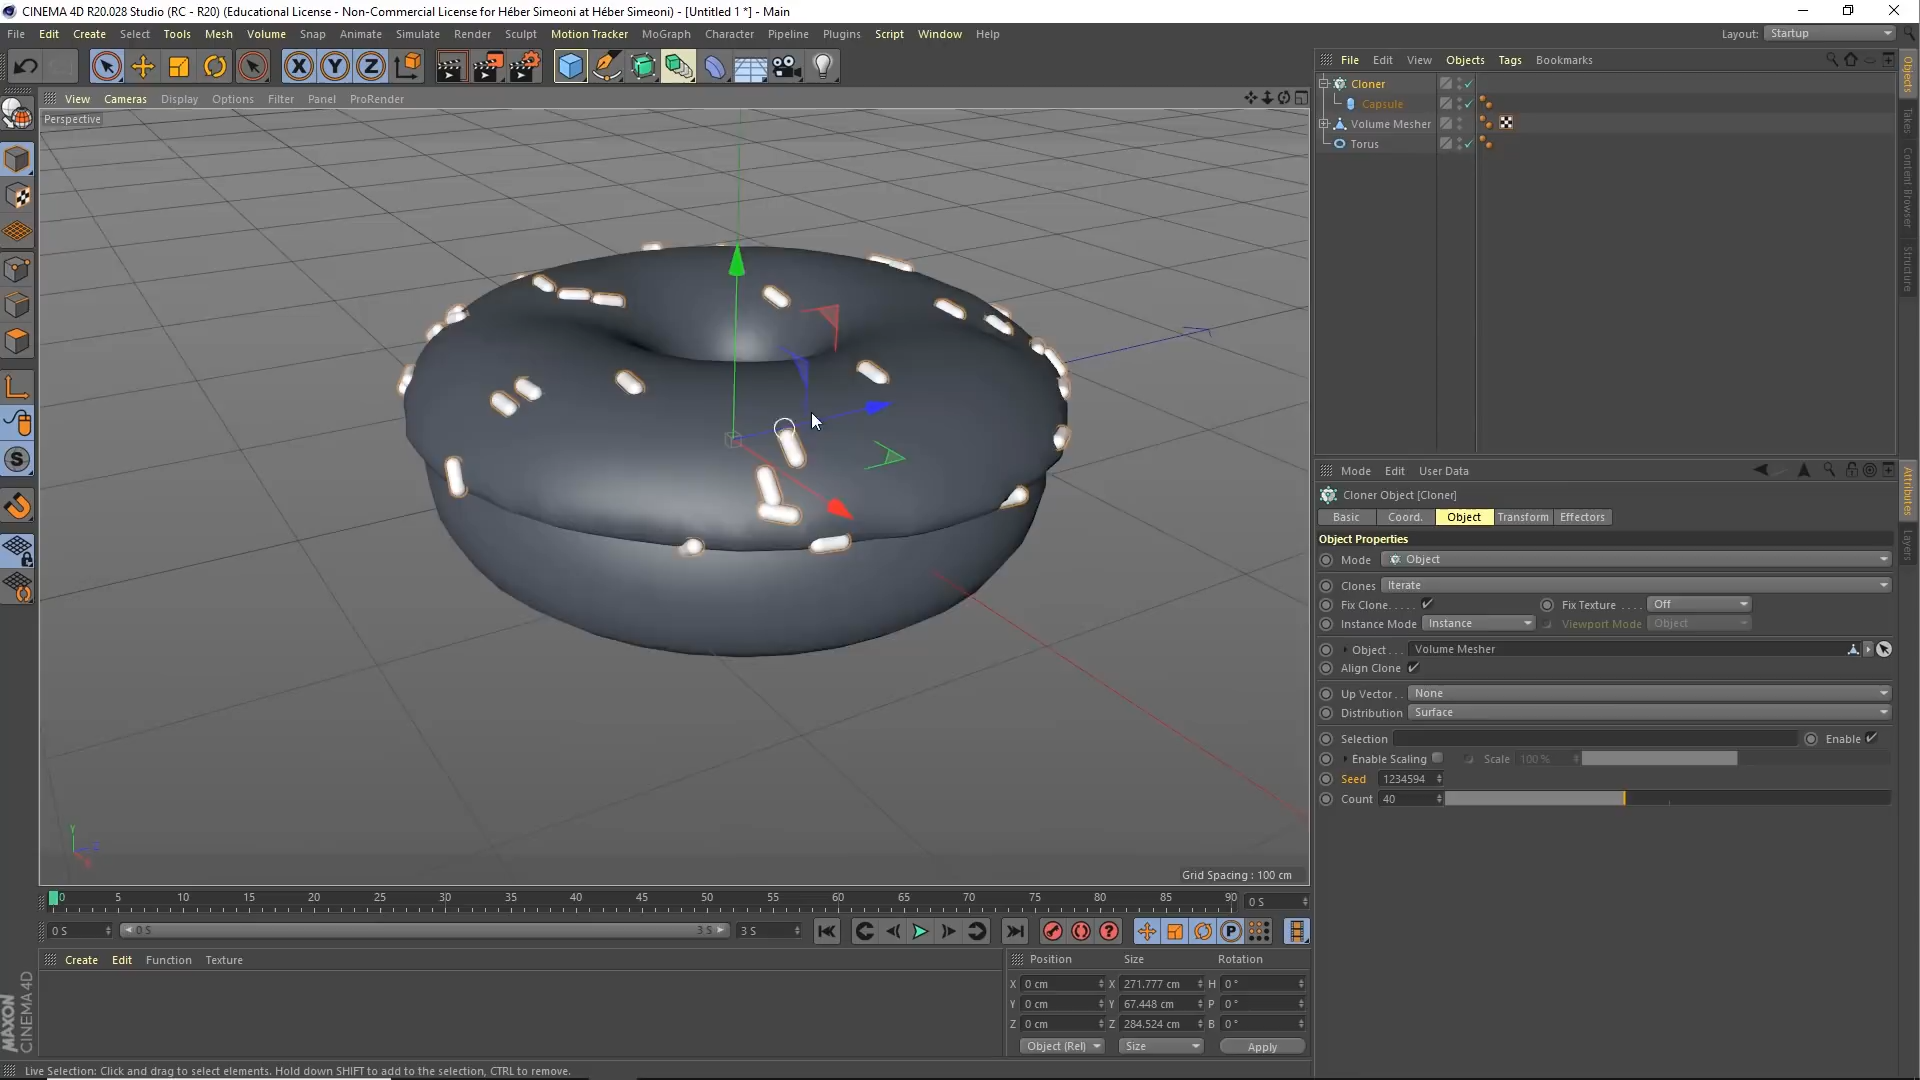 CINEMA 4D R20.028 Studio (RC - R20) (Educational License - Non-Commercial License for Héber Simeoni at Héber Simeoni) - [Untitled 1 *] - Main
File Edit Create Select Tools Mesh Volume Snap Animate Simulate Render Sculpt Motion Tracker MoGraph Character Pipeline Plugins Script Window Help Layout: Startup
X Y Z
File Edit View Objects Tags Bookmarks
View Cameras Display Options Filter Panel ProRender
Perspective
Cloner
Capsule
Volume Mesher
Torus
Objects
Takes
Content Browser
Structure
Mode Edit User Data
Cloner Object [Cloner]
Basic Coord. Object Transform Effectors
Object Properties
Mode Object
Clones Iterate
Fix Clone..... Fix Texture .... Off
Instance Mode Instance Viewport Mode Object
Object... Volume Mesher
Align Clone
Up Vector.. None
Distribution Surface
Selection Enable
Enable Scaling Scale 100 %
Seed 1234594
Count 40
Attributes
Layers
S
Y
Z
X
Grid Spacing : 100 cm
0 5 10 15 20 25 30 35 40 45 50 55 60 65 70 75 80 85 90 0 S
0 S 0 S 3 S 3 S P
Create Edit Function Texture
Position Size Rotation
X 0 cm X 271.777 cm H 0 °
Y 0 cm Y 67.448 cm P 0 °
Z 0 cm Z 284.524 cm B 0 °
Object (Rel) Size Apply
MAXON
CINEMA 4D
Live Selection: Click and drag to select elements. Hold down SHIFT to add to the selection, CTRL to remove.